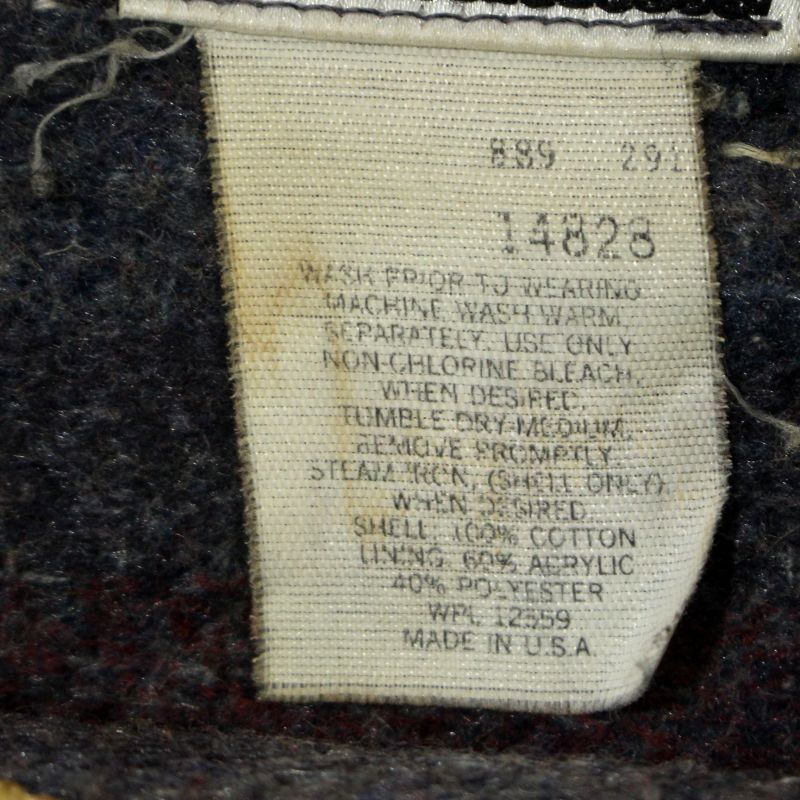 889 291
14828
WASH PRIOR TO WEARING
MACHINE WASH WARM,
SEPARATELY. USE ONLY
NON-CHLORINE BLEACH,
WHEN DESIRED.
TUMBLE DRY MEDIUM,
REMOVE PROMPTLY.
STEAM IRON, (SHELL ONLY)
WHEN DESIRED.
SHELL: 100% COTTON
LINING: 60% ACRYLIC
40% POLYESTER
WPL 12559
MADE IN U.S.A.